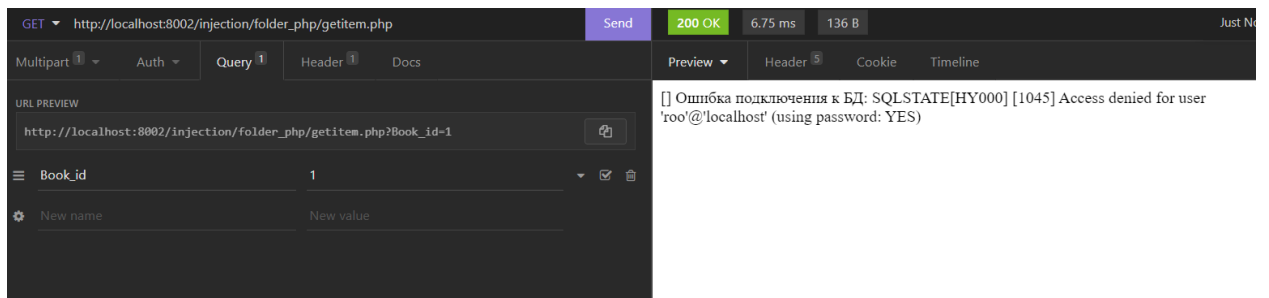 GET http://localhost:8002/injection/folder_php/getitem.php Send 200 OK 6.75 ms 136 B Just No
Multipart 1 Auth Query 1 Header 1 Docs Preview Header 5 Cookie Timeline
URL PREVIEW
http://localhost:8002/injection/folder_php/getitem.php?Book_id=1
Book_id 1
New name New value
[] Ошибка подключения к БД: SQLSTATE[HY000] [1045] Access denied for user
'roo'@'localhost' (using password: YES)